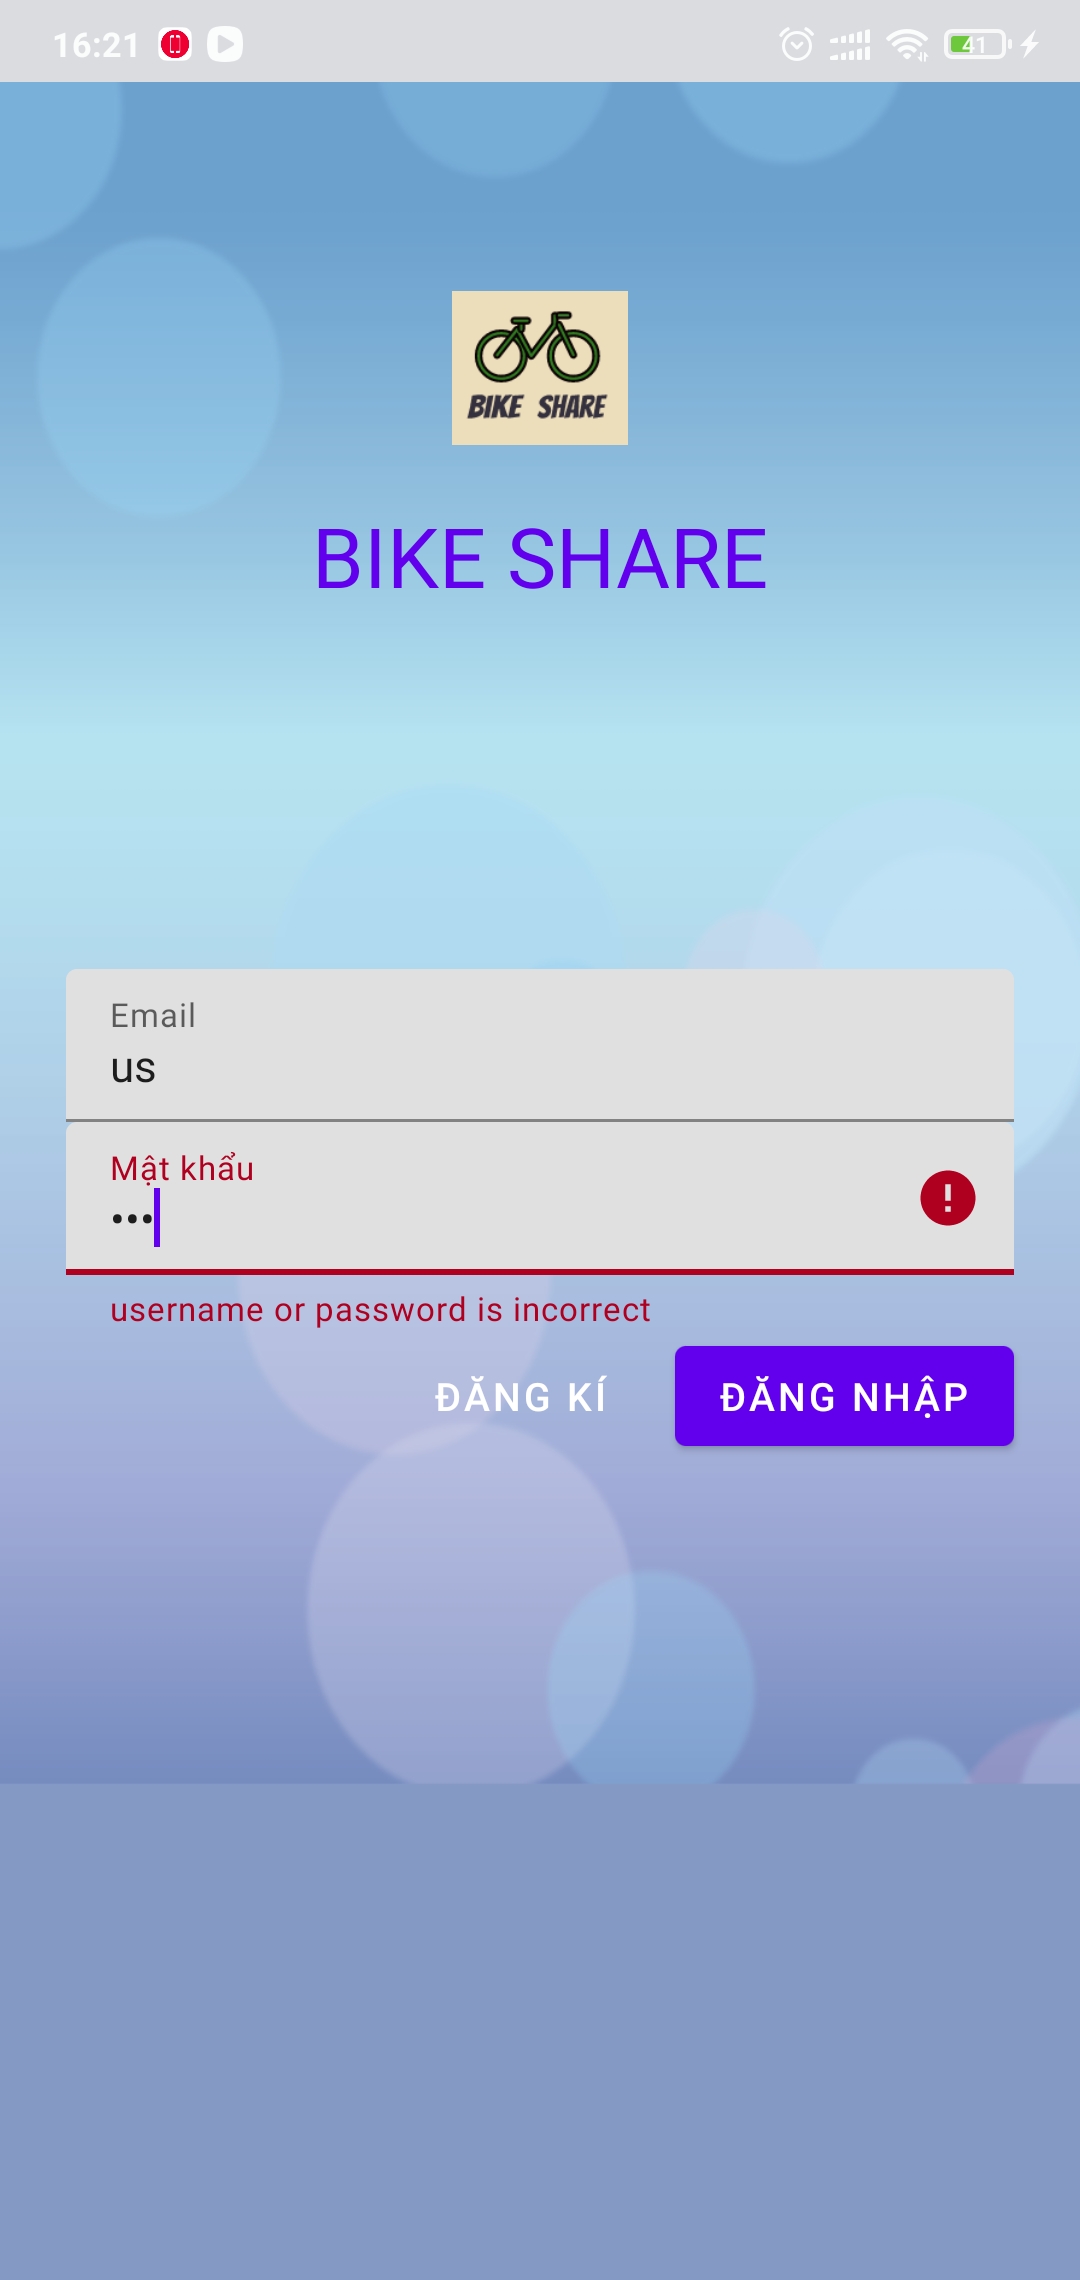 16:21
41
BIKE SHARE
BIKE SHARE
Email
us
Mật khẩu
•••
username or password is incorrect
ĐĂNG KÍ
ĐĂNG NHẬP